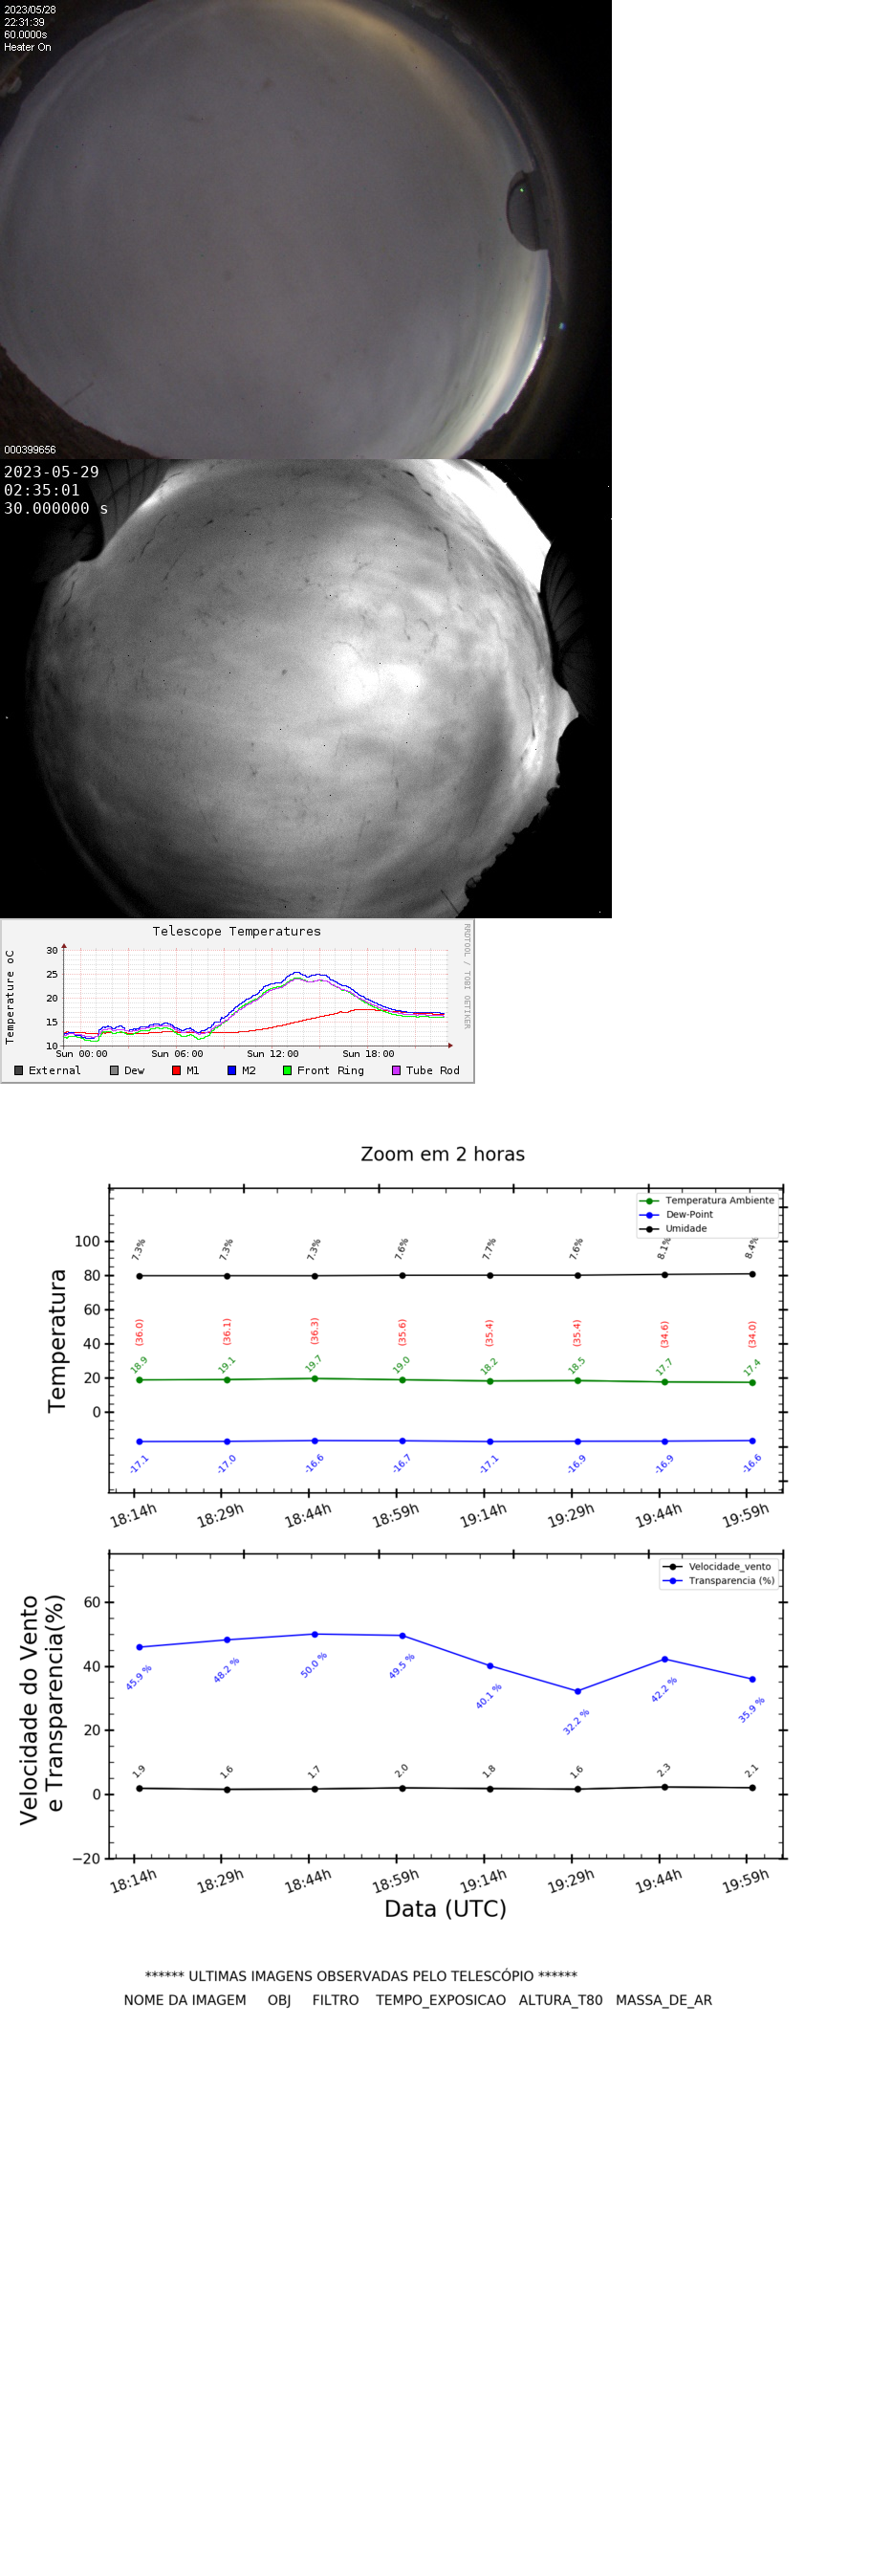 2023/05/28
22:31:39
60.0000s
Heater On
000399656
2023-05-29
02:35:01
30.000000 s
Telescope Temperatures
RRDTOOL / TOBI OETIKER
Temperature oC
30
25
20
15
10
Sun 00:00 Sun 06:00 Sun 12:00 Sun 18:00
External Dew M1 M2 Front Ring Tube Rod
Zoom em 2 horas
Temperatura Ambiente
Dew-Point
Umidade
Temperatura
100
80
60
40
20
0
7.3% 7.3% 7.3% 7.6% 7.7% 7.6% 8.1% 8.4%
(36.0) (36.1) (36.3) (35.6) (35.4) (35.4) (34.6) (34.0)
18.9 19.1 19.7 19.0 18.2 18.5 17.7 17.4
-17.1 -17.0 -16.6 -16.7 -17.1 -16.9 -16.9 -16.6
18:14h 18:29h 18:44h 18:59h 19:14h 19:29h 19:44h 19:59h
Velocidade_vento
Transparencia (%)
Velocidade do Vento
e Transparencia(%)
60
40
20
0
−20
45.9 % 48.2 % 50.0 % 49.5 % 40.1 % 32.2 % 42.2 % 35.9 %
1.9 1.6 1.7 2.0 1.8 1.6 2.3 2.1
18:14h 18:29h 18:44h 18:59h 19:14h 19:29h 19:44h 19:59h
Data (UTC)
****** ULTIMAS IMAGENS OBSERVADAS PELO TELESCÓPIO ******
NOME DA IMAGEM OBJ FILTRO TEMPO_EXPOSICAO ALTURA_T80 MASSA_DE_AR